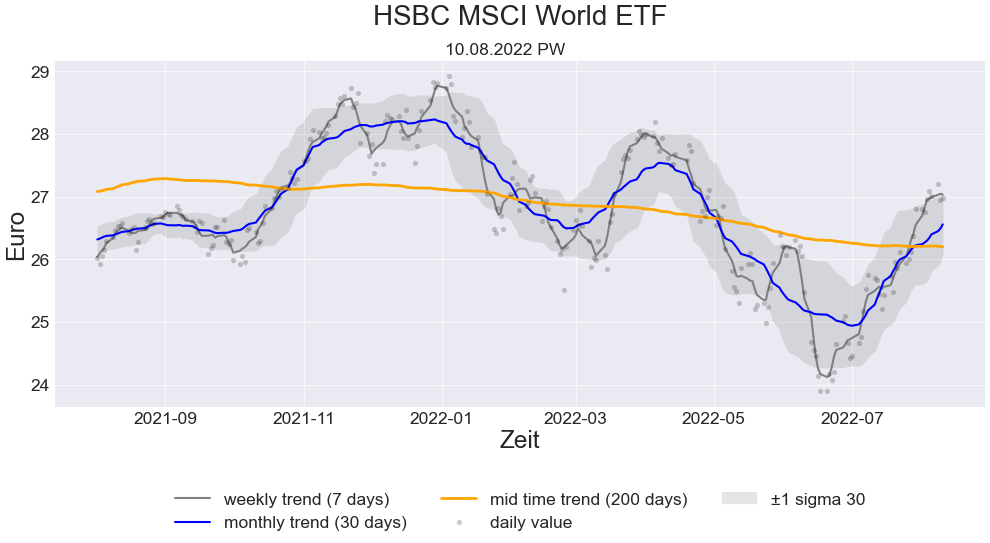 HSBC MSCI World ETF
10.08.2022 PW
29
28
27
26
25
24
Euro
2021-09 2021-11 2022-01 2022-03 2022-05 2022-07
Zeit
weekly trend (7 days) mid time trend (200 days) ±1 sigma 30
monthly trend (30 days) daily value